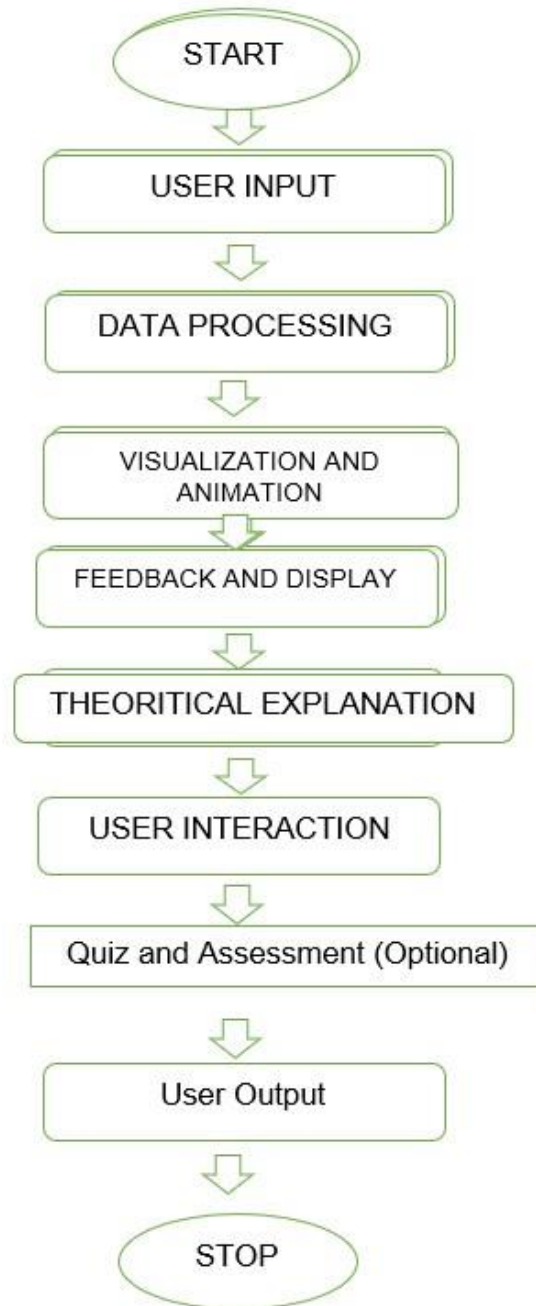 START
USER INPUT
DATA PROCESSING
VISUALIZATION AND
ANIMATION
FEEDBACK AND DISPLAY
THEORITICAL EXPLANATION
USER INTERACTION
Quiz and Assessment (Optional)
User Output
STOP